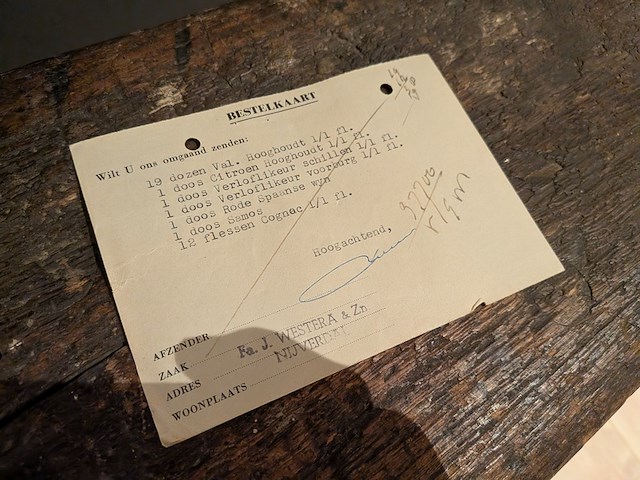 BESTELKAART
Wilt U ons omgaand zenden:
19 dozen Val. Hooghoudt 1/1 fl.
1 doos Citroen Hooghoudt 1/1 fl.
1 doos Verloflikeur schillen 1/1 fl.
1 doos Verloflikeur voorburg 1/1 fl.
1 doos Rode Spaanse wyn
1 doos Samos
12 flessen Cognac 1/1 fl.
Hoogachtend,
AFZENDER
ZAAK Fa. J. WESTERA & Zn
ADRES NIJVERDAL
WOONPLAATS